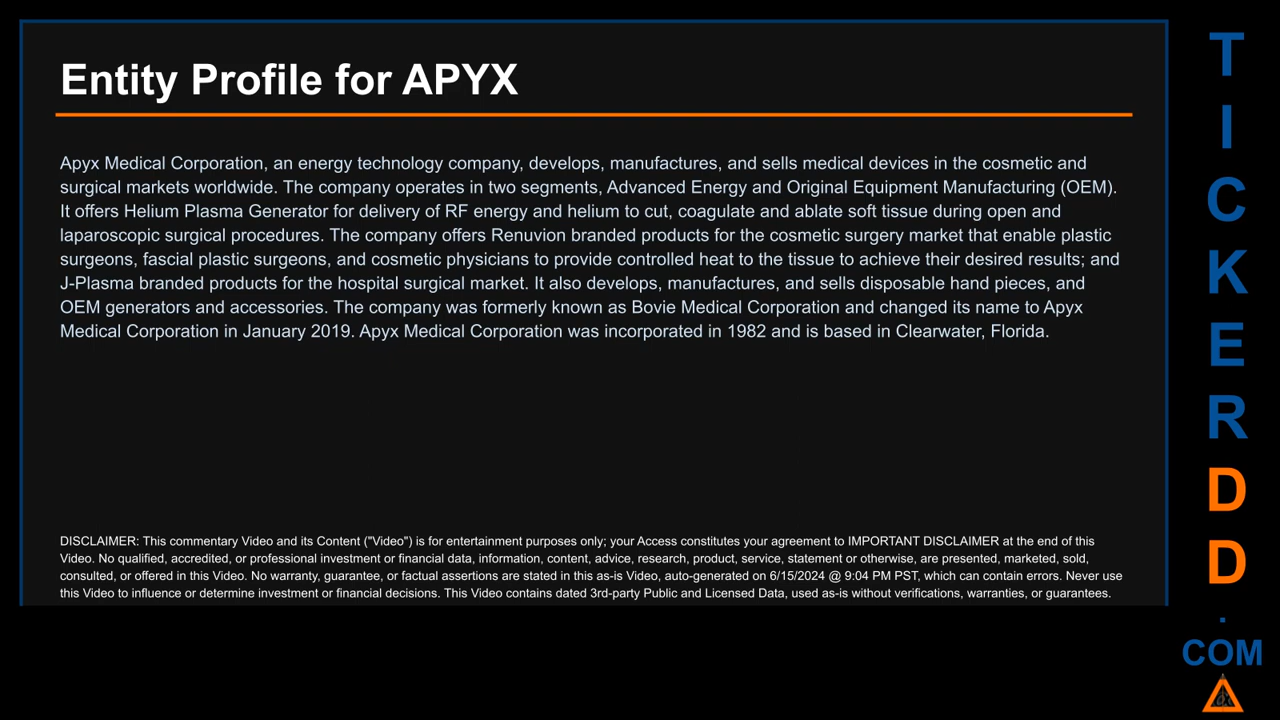 Entity Profile for APYX
Apyx Medical Corporation, an energy technology company, develops, manufactures, and sells medical devices in the cosmetic and
surgical markets worldwide. The company operates in two segments, Advanced Energy and Original Equipment Manufacturing (OEM).
It offers Helium Plasma Generator for delivery of RF energy and helium to cut, coagulate and ablate soft tissue during open and
laparoscopic surgical procedures. The company offers Renuvion branded products for the cosmetic surgery market that enable plastic
surgeons, fascial plastic surgeons, and cosmetic physicians to provide controlled heat to the tissue to achieve their desired results; and
J-Plasma branded products for the hospital surgical market. It also develops, manufactures, and sells disposable hand pieces, and
OEM generators and accessories. The company was formerly known as Bovie Medical Corporation and changed its name to Apyx
Medical Corporation in January 2019. Apyx Medical Corporation was incorporated in 1982 and is based in Clearwater, Florida.
DISCLAIMER: This commentary Video and its Content ("Video") is for entertainment purposes only; your Access constitutes your agreement to IMPORTANT DISCLAIMER at the end of this
Video. No qualified, accredited, or professional investment or financial data, information, content, advice, research, product, service, statement or otherwise, are presented, marketed, sold,
consulted, or offered in this Video. No warranty, guarantee, or factual assertions are stated in this as-is Video, auto-generated on 6/15/2024 @ 9:04 PM PST, which can contain errors. Never use
this Video to influence or determine investment or financial decisions. This Video contains dated 3rd-party Public and Licensed Data, used as-is without verifications, warranties, or guarantees.
T
I
C
K
E
R
D
D
.
COM